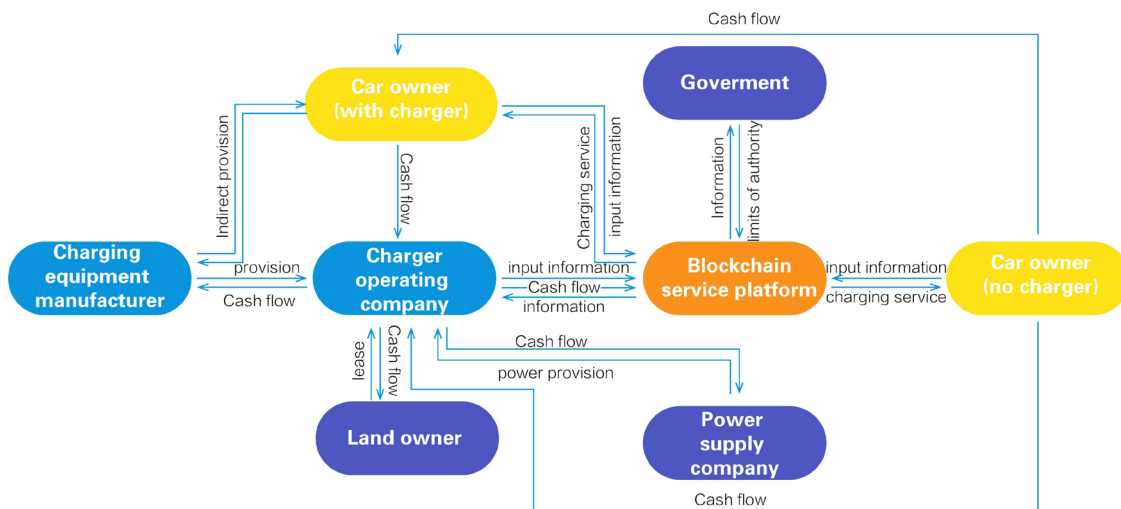 Cash flow
Car owner
(with charger)
Goverment
Indirect provision
Cash flow
Charging service
input information
Information
limits of authority
Charging
equipment
manufacturer
provision
Cash flow
Charger
operating
company
input information
Cash flow
information
Blockchain
service platform
input information
charging service
Car owner
(no charger)
lease
Cash flow
Cash flow
power provision
Land owner
Power
supply
company
Cash flow